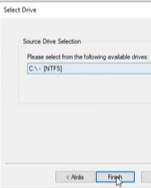 Select Drive
Source Drive Selection
Please select from the following available drives:
C:\ - [NTFS]
< Atrás
Finish